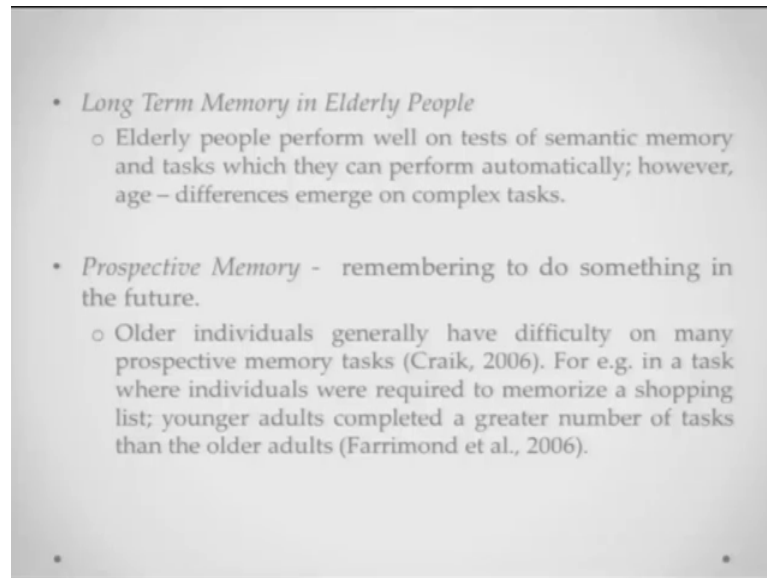 • Long Term Memory in Elderly People
o Elderly people perform well on tests of semantic memory
and tasks which they can perform automatically; however,
age – differences emerge on complex tasks.
• Prospective Memory - remembering to do something in
the future.
o Older individuals generally have difficulty on many
prospective memory tasks (Craik, 2006). For e.g. in a task
where individuals were required to memorize a shopping
list; younger adults completed a greater number of tasks
than the older adults (Farrimond et al., 2006).